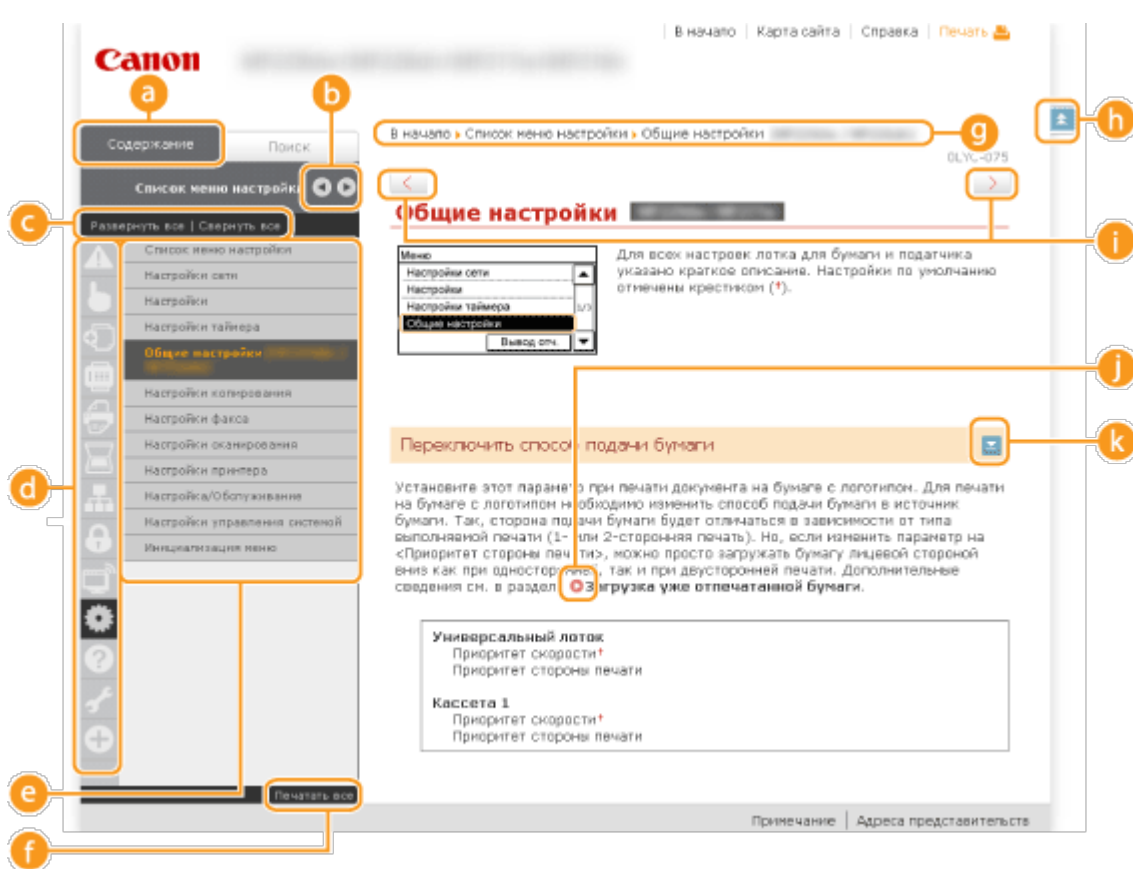 В начало | Карта сайта | Справка | Печать
Canon
a
b
h
Содержание
Поиск
В начало ▸ Список меню настройки ▸ Общие настройки
g
0LYC-075
Список меню настройки
< >
c
Развернуть все | Свернуть все
Общие настройки
i
Список меню настройки
Настройки сети
Настройки
Настройки таймера
Общие настройки
Настройки копирования
Настройки факса
Настройки сканирования
Настройки принтера
Настройка/Обслуживание
Настройки управления системой
Инициализация меню
d
Меню
Настройки сети
Настройки
Настройки таймера
Общие настройки
3/3
Вывод отч.
Для всех настроек лотка для бумаги и податчика
указано краткое описание. Настройки по умолчанию
отмечены крестиком (†).
j
Переключить способ подачи бумаги
k
Установите этот параметр при печати документа на бумаге с логотипом. Для печати
на бумаге с логотипом необходимо изменить способ подачи бумаги в источник
бумаги. Так, сторона подачи бумаги будет отличаться в зависимости от типа
выполняемой печати (1- или 2-сторонняя печать). Но, если изменить параметр на
<Приоритет стороны печати>, можно просто загружать бумагу лицевой стороной
вниз как при односторонней, так и при двусторонней печати. Дополнительные
сведения см. в разделе Загрузка уже отпечатанной бумаги.
Универсальный лоток
Приоритет скорости†
Приоритет стороны печати
Кассета 1
Приоритет скорости†
Приоритет стороны печати
e
Печатать все
f
Примечание | Адреса представительств